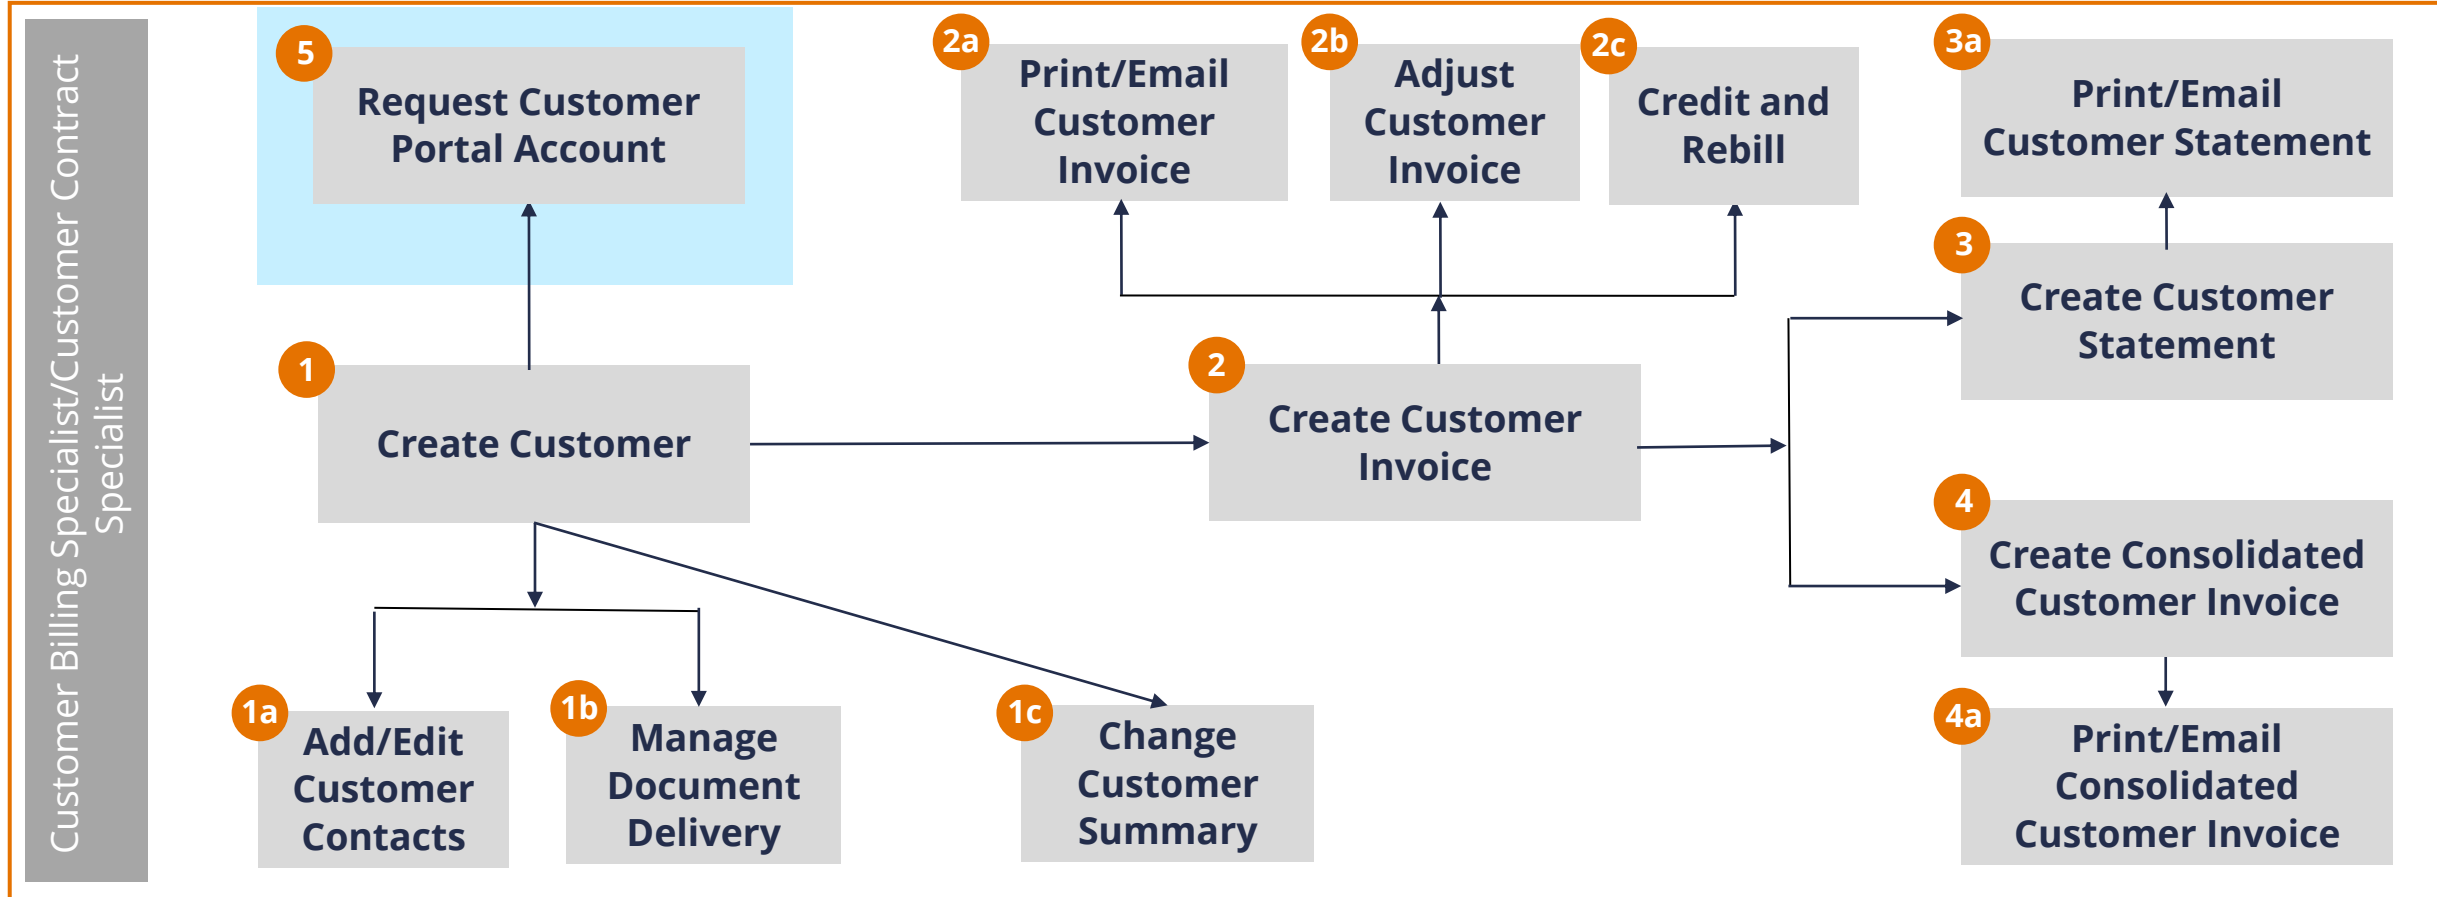 Customer Billing Specialist/Customer Contract
Specialist
5
Request Customer
Portal Account
2a
Print/Email
Customer
Invoice
2b
Adjust
Customer
Invoice
2c
Credit and
Rebill
3a
Print/Email
Customer Statement
3
Create Customer
Statement
1
Create Customer
2
Create Customer
Invoice
4
Create Consolidated
Customer Invoice
1a
Add/Edit
Customer
Contacts
1b
Manage
Document
Delivery
1c
Change
Customer
Summary
4a
Print/Email
Consolidated
Customer Invoice